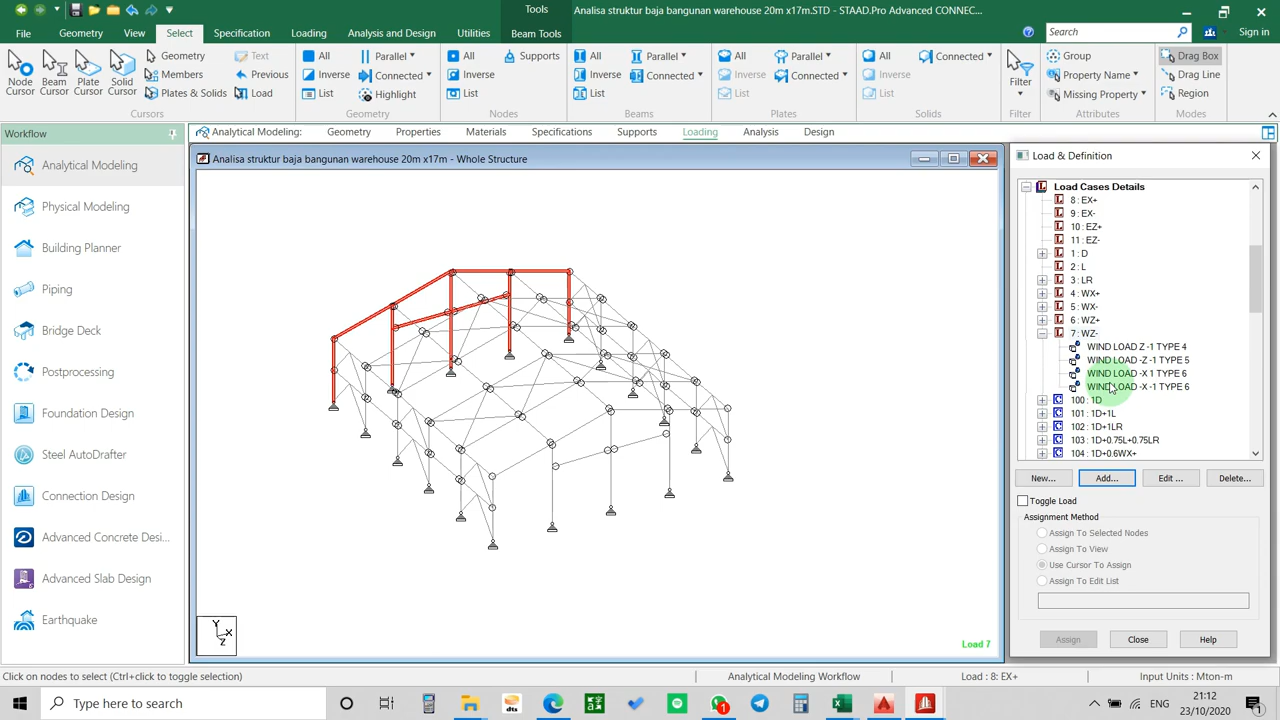 Tools
Analisa struktur baja bangunan warehouse 20m x17m.STD - STAAD.Pro Advanced CONNEC...
File
Geometry
View
Select
Specification
Loading
Analysis and Design
Utilities
Beam Tools
Search
Sign in
Node Cursor
Beam Cursor
Plate Cursor
Solid Cursor
Geometry
Members
Plates & Solids
Text
Previous
Load
Cursors
All
Inverse
List
Parallel
Connected
Highlight
Geometry
All
Inverse
List
Supports
Nodes
All
Inverse
List
Parallel
Connected
Beams
All
Inverse
List
Parallel
Connected
Plates
All
Inverse
List
Connected
Solids
Filter
Filter
Group
Property Name
Missing Property
Attributes
Drag Box
Drag Line
Region
Modes
Workflow
Analytical Modeling:
Geometry
Properties
Materials
Specifications
Supports
Loading
Analysis
Design
Analytical Modeling
Physical Modeling
Building Planner
Piping
Bridge Deck
Postprocessing
Foundation Design
Steel AutoDrafter
Connection Design
Advanced Concrete Desi...
Advanced Slab Design
Earthquake
Analisa struktur baja bangunan warehouse 20m x17m - Whole Structure
Y
X
Z
Load 7
Load & Definition
Load Cases Details
8 : EX+
9 : EX-
10 : EZ+
11 : EZ-
1 : D
2 : L
3 : LR
4 : WX+
5 : WX-
6 : WZ+
7 : WZ-
WIND LOAD Z -1 TYPE 4
WIND LOAD -Z -1 TYPE 5
WIND LOAD -X 1 TYPE 6
WIND LOAD -X -1 TYPE 6
100 : 1D
101 : 1D+1L
102 : 1D+1LR
103 : 1D+0.75L+0.75LR
104 : 1D+0.6WX+
New...
Add...
Edit ...
Delete...
Toggle Load
Assignment Method
Assign To Selected Nodes
Assign To View
Use Cursor To Assign
Assign To Edit List
Assign
Close
Help
Click on nodes to select (Ctrl+click to toggle selection)
Analytical Modeling Workflow
Load : 8: EX+
Input Units : Mton-m
Type here to search
dts
1
ENG
21:12
23/10/2020
1